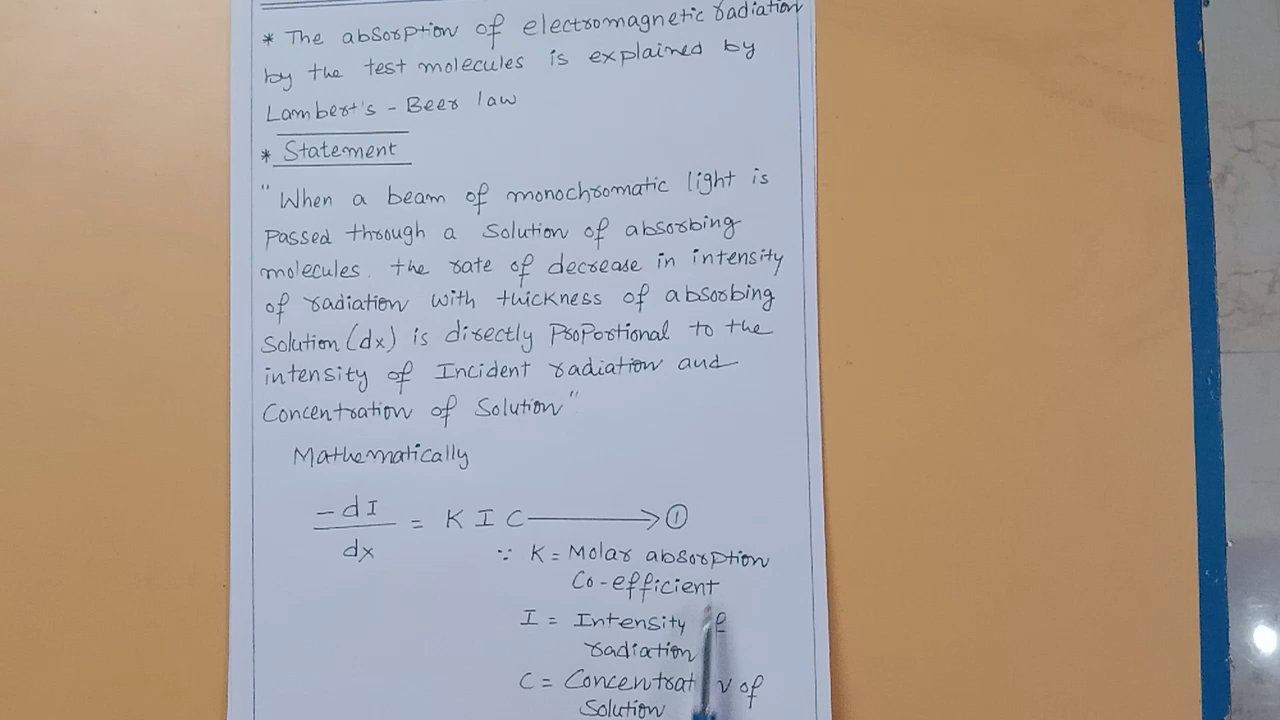 * The absorption of electromagnetic radiation
by the test molecules is explained by
Lambert's - Beer law
* Statement
"When a beam of monochromatic light is
Passed through a solution of absorbing
molecules. the rate of decrease in intensity
of radiation with thickness of absorbing
Solution (dx) is directly proportional to the
intensity of Incident radiation and
Concentration of Solution"
Mathematically
-dI/dx = K I C ⟶ ①
∵ K = Molar absorption
Co-efficient
I = Intensity
radiation
C = Concentration of
Solution